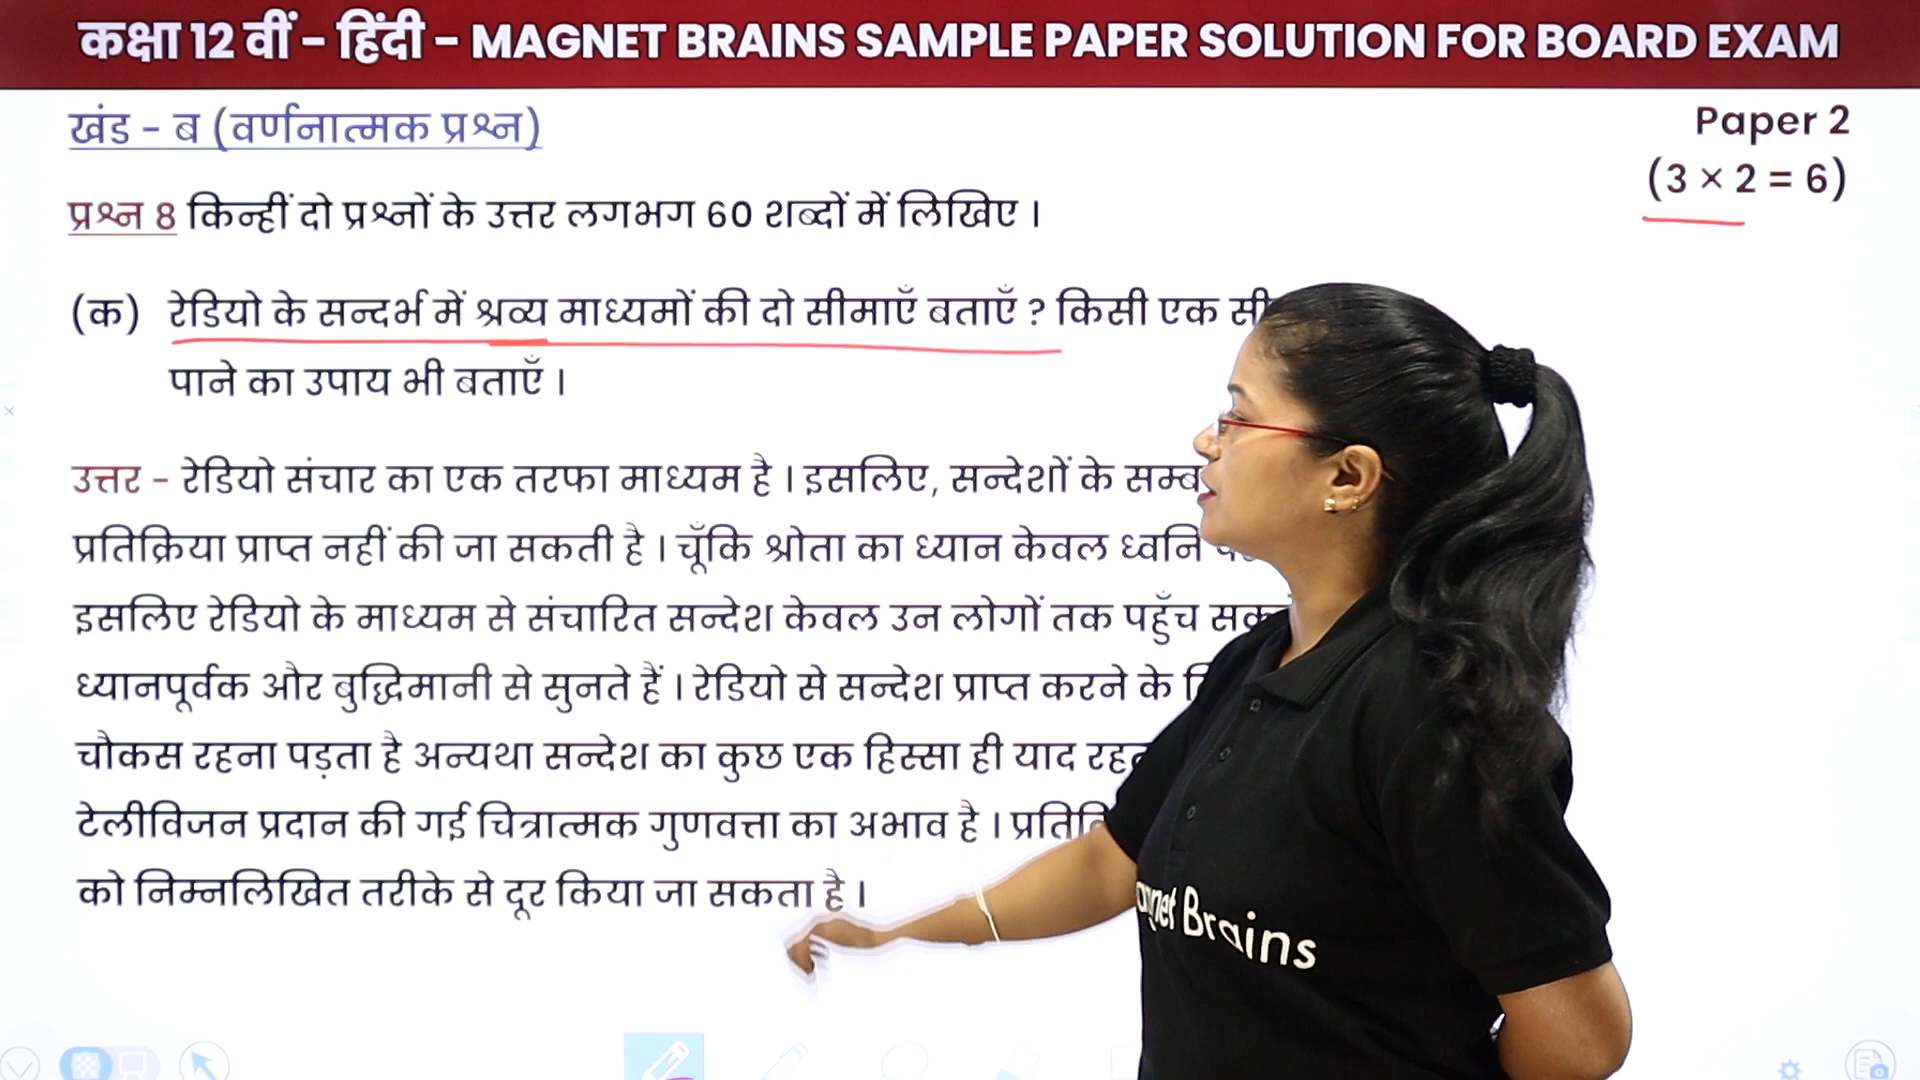 कक्षा 12 वीं – हिंदी – MAGNET BRAINS SAMPLE PAPER SOLUTION FOR BOARD EXAM
खंड - ब (वर्णनात्मक प्रश्न)
Paper 2
(3 × 2 = 6)
प्रश्न 8 किन्हीं दो प्रश्नों के उत्तर लगभग 60 शब्दों में लिखिए ।
(क) रेडियो के सन्दर्भ में श्रव्य माध्यमों की दो सीमाएँ बताएँ ? किसी एक
पाने का उपाय भी बताएँ ।
उत्तर - रेडियो संचार का एक तरफा माध्यम है । इसलिए, सन्देशों के
प्रतिक्रिया प्राप्त नहीं की जा सकती है । चूँकि श्रोता का ध्यान केवल ध्वनि
इसलिए रेडियो के माध्यम से संचारित सन्देश केवल उन लोगों तक पहुँच
ध्यानपूर्वक और बुद्धिमानी से सुनते हैं । रेडियो से सन्देश प्राप्त करने के
चौकस रहना पड़ता है अन्यथा सन्देश का कुछ एक हिस्सा ही याद
टेलीविजन प्रदान की गई चित्रात्मक गुणवत्ता का अभाव है ।
को निम्नलिखित तरीके से दूर किया जा सकता है ।
Brains